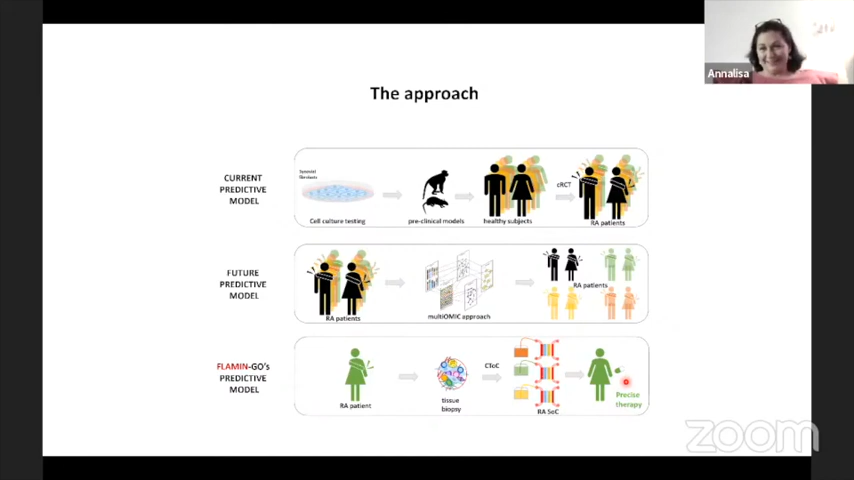 Annalisa
The approach
CURRENT
PREDICTIVE
MODEL
Synovial
fibroblasts
Cell culture testing
pre-clinical models
healthy subjects
cRCT
RA patients
FUTURE
PREDICTIVE
MODEL
RA patients
multiOMIC approach
RA patients
FLAMIN-GO's
PREDICTIVE
MODEL
RA patient
tissue
biopsy
CToC
RA SoC
Precise
therapy
zoom